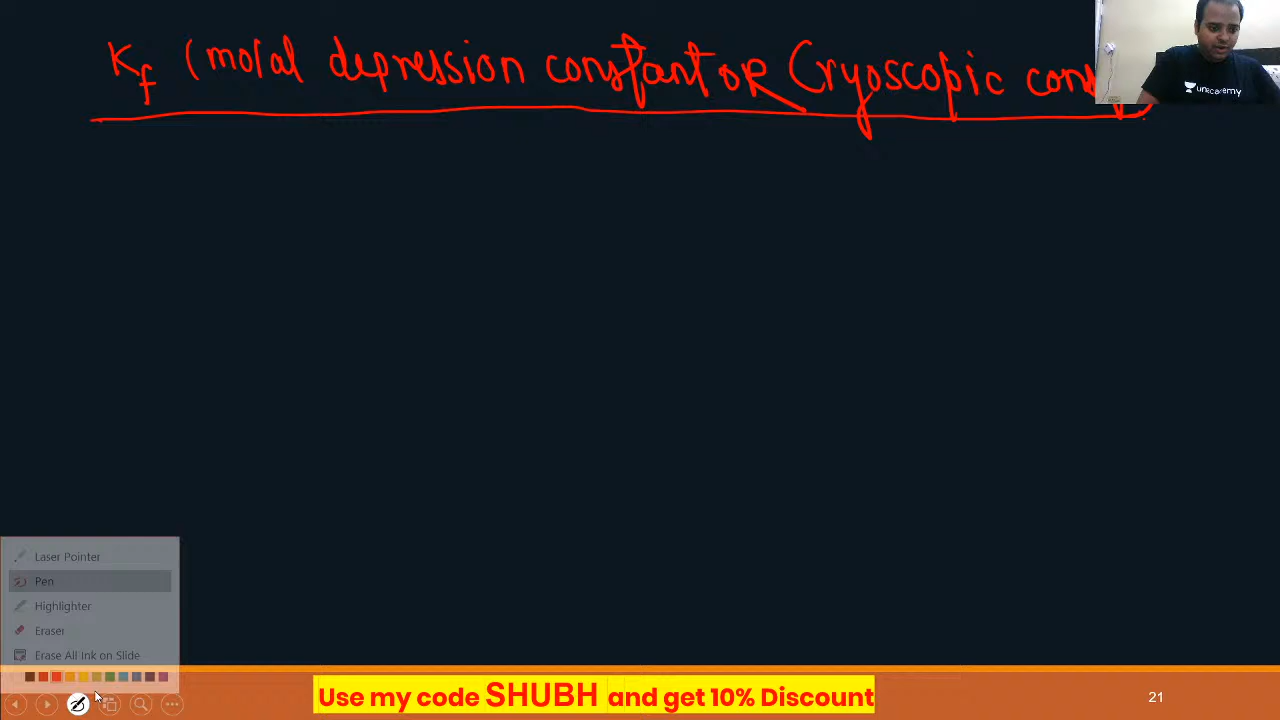 Kf (molal depression constant OR Cryoscopic
unacademy
Laser Pointer
Pen
Highlighter
Eraser
Erase All Ink on Slide
Use my code SHUBH and get 10% Discount
21